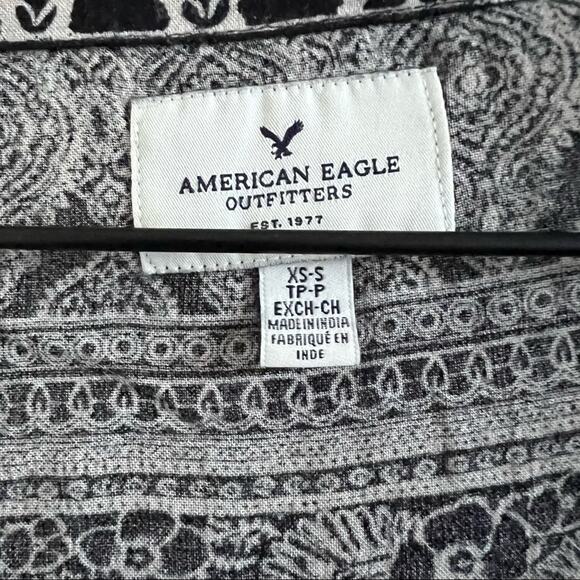 AMERICAN EAGLE
OUTFITTERS
EST. 1977
XS-S
TP-P
EXCH-CH
MADE IN INDIA
FABRIQUÉ EN
INDE